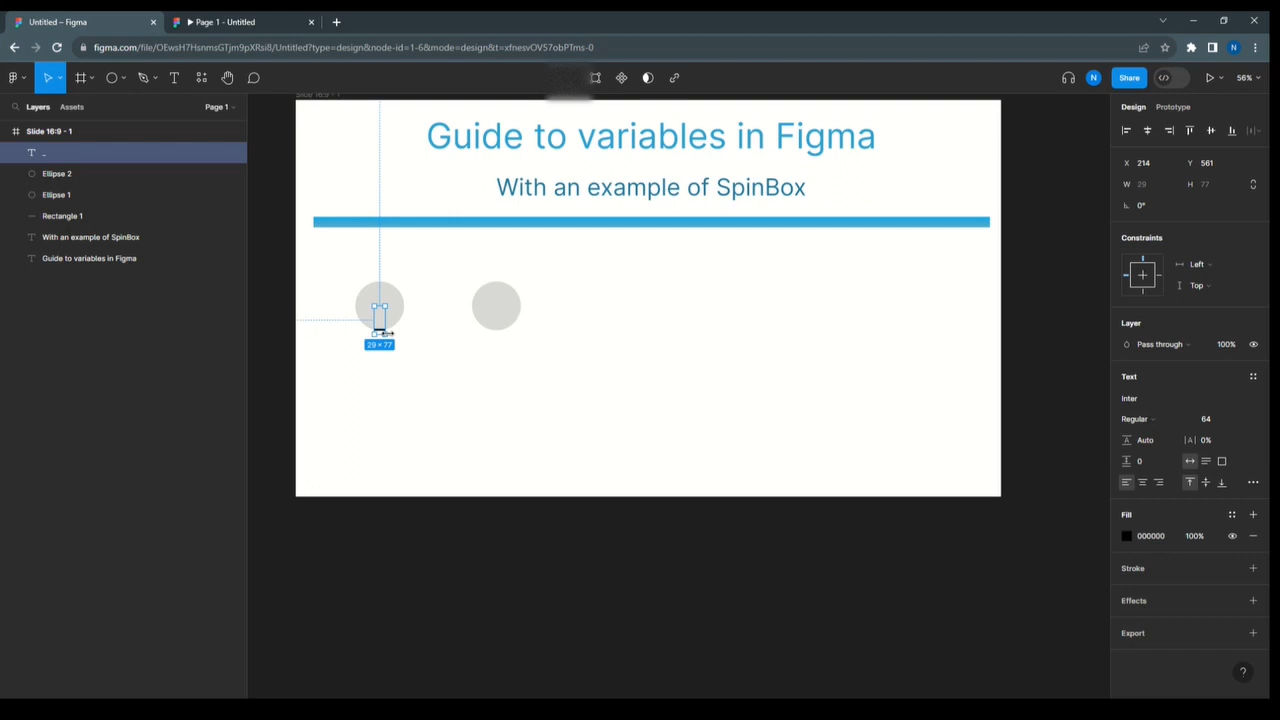 Untitled – Figma
Page 1 - Untitled
figma.com/file/OEwsH7HsnmsGTjm9pXRsi8/Untitled?type=design&node-id=1-6&mode=design&t=xfnesvOV57obPTms-0
N
N
Share
56%
Layers
Assets
Page 1
Slide 16:9 - 1
_
Ellipse 2
Ellipse 1
Rectangle 1
With an example of SpinBox
Guide to variables in Figma
Guide to variables in Figma
With an example of SpinBox
_
29 × 77
Design
Prototype
X 214
Y 561
W 29
H 77
0°
Constraints
Left
Top
Layer
Pass through
100%
Text
Inter
Regular
64
Auto
|A| 0%
0
Fill
000000
100%
Stroke
Effects
Export
?